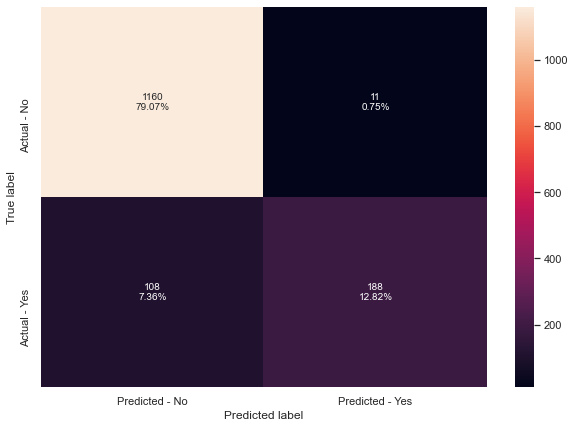 1160
79.07%
11
0.75%
108
7.36%
188
12.82%
Actual - No
Actual - Yes
True label
Predicted - No
Predicted - Yes
Predicted label
1000
800
600
400
200